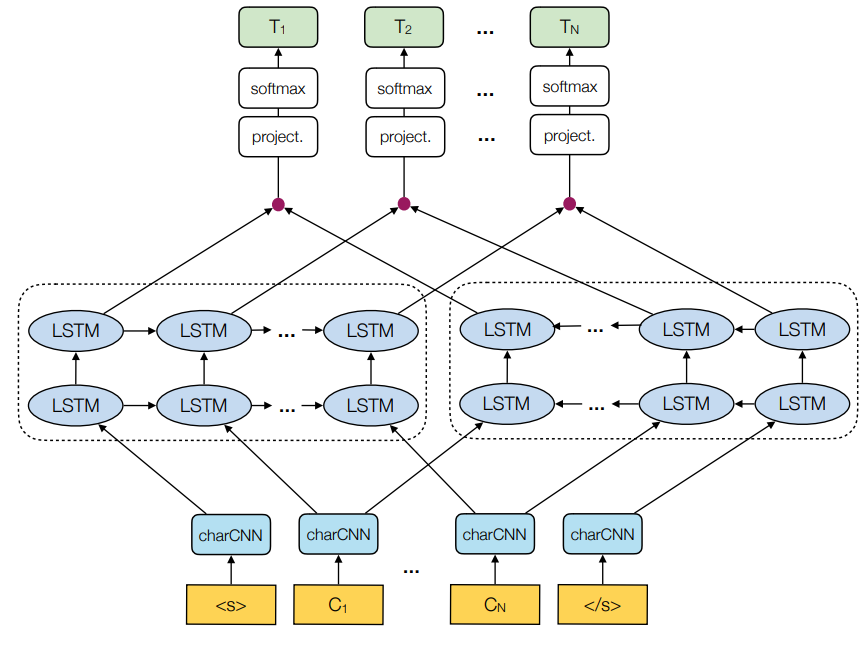 T1 T2 ... TN
softmax softmax ... softmax
project. project. ... project.
LSTM LSTM ... LSTM LSTM ... LSTM LSTM
LSTM LSTM ... LSTM LSTM ... LSTM LSTM
charCNN charCNN charCNN charCNN
...
<s> C1 CN </s>